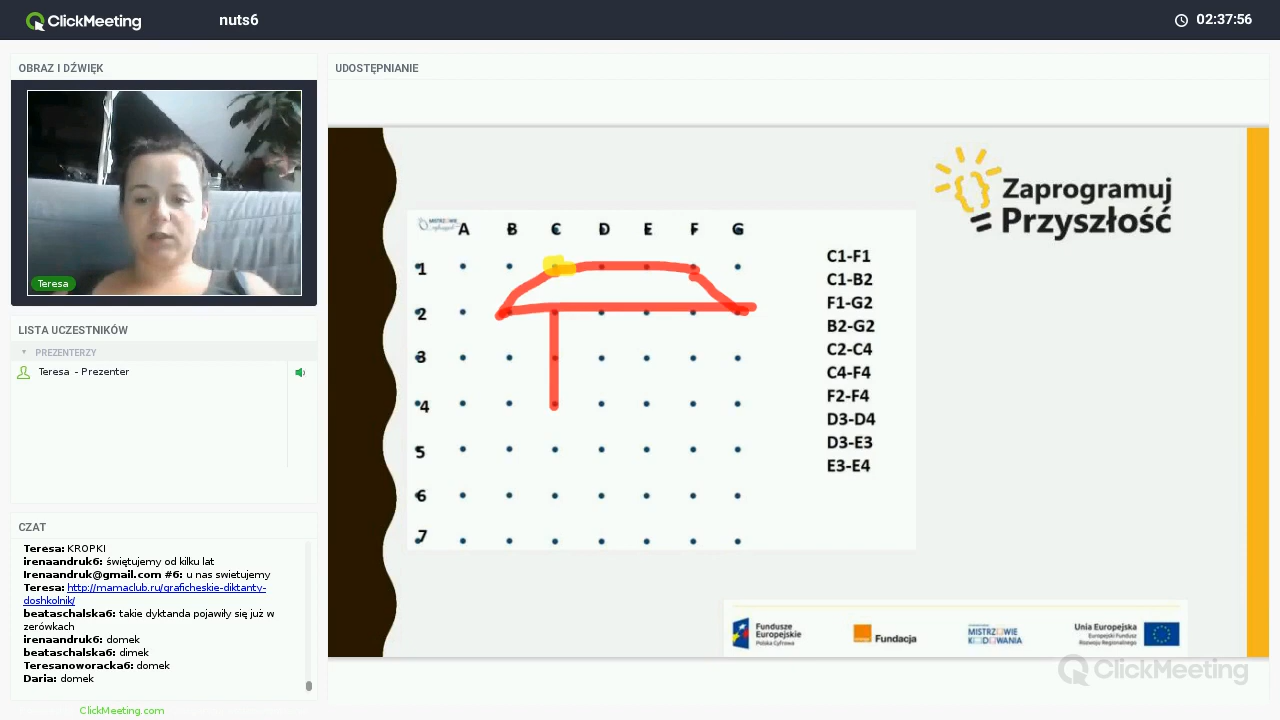 ClickMeeting
nuts6
02:37:56
OBRAZ I DŹWIĘK
Teresa
LISTA UCZESTNIKÓW
PREZENTERZY
Teresa - Prezenter
CZAT
Teresa: KROPKI
irenaandruk6: świętujemy od kilku lat
Irenaandruk@gmail.com #6: u nas swietujemy
Teresa: http://mamaclub.ru/graficheskie-diktanty-
doshkolnik/
beataschalska6: takie dyktanda pojawiły się już w
zerówkach
irenaandruk6: domek
beataschalska6: dimek
Teresanoworacka6: domek
Daria: domek
ClickMeeting.com
UDOSTĘPNIANIE
Zaprogramuj
Przyszłość
MISTRZOWIE
A B C D E F G
1
2
3
4
5
6
7
C1-F1
C1-B2
F1-G2
B2-G2
C2-C4
C4-F4
F2-F4
D3-D4
D3-E3
E3-E4
Fundusze
Europejskie
Polska Cyfrowa
Fundacja
MISTRZOWIE
KODOWANIA
Unia Europejska
Europejski Fundusz
Rozwoju Regionalnego
ClickMeeting